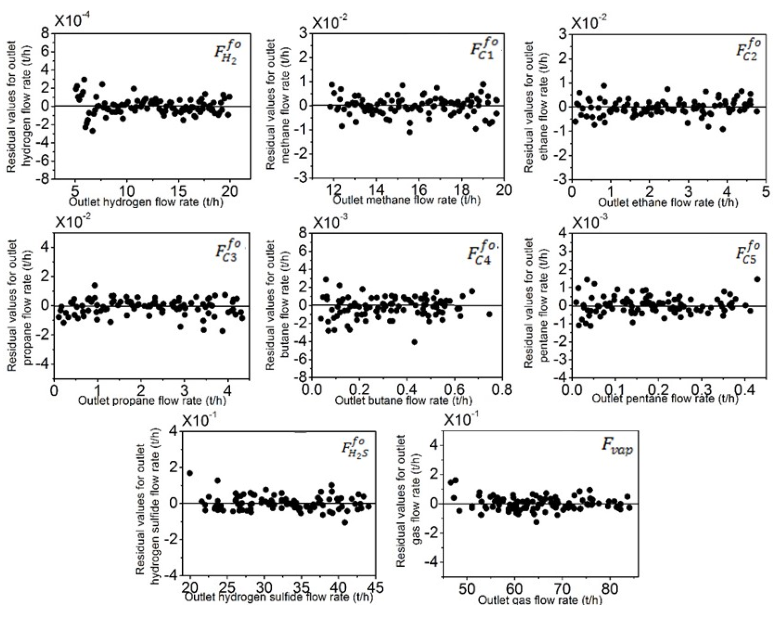 X10⁻⁴ X10⁻² X10⁻²
Residual values for outlet hydrogen flow rate (t/h)
8
6
4
2
0
-2
-4
-6
-8
F_{H₂}^{fo}
5 10 15 20
Outlet hydrogen flow rate (t/h)
Residual values for outlet methane flow rate (t/h)
3
2
1
0
-1
-2
-3
F_{C1}^{fo}
12 14 16 18 20
Outlet methane flow rate (t/h)
Residual values for outlet ethane flow rate (t/h)
3
2
1
0
-1
-2
-3
F_{C2}^{fo}
0 1 2 3 4 5
Outlet ethane flow rate (t/h)
X10⁻² X10⁻³ X10⁻³
Residual values for outlet propane flow rate (t/h)
4
2
0
-2
-4
F_{C3}^{fo}
0 1 2 3 4
Outlet propane flow rate (t/h)
Residual values for outlet butane flow rate (t/h)
8
6
4
2
0
-2
-4
-6
-8
F_{C4}^{fo}
0.0 0.2 0.4 0.6 0.8
Outlet butane flow rate (t/h)
Residual values for outlet pentane flow rate (t/h)
4
3
2
1
0
-1
-2
-3
-4
F_{C5}^{fo}
0.0 0.1 0.2 0.3 0.4
Outlet pentane flow rate (t/h)
X10⁻¹ X10⁻¹
Residual values for outlet hydrogen sulfide flow rate (t/h)
4
2
0
-2
-4
F_{H₂S}^{fo}
20 25 30 35 40 45
Outlet hydrogen sulfide flow rate (t/h)
Residual values for outlet gas flow rate (t/h)
4
2
0
-2
-4
F_{vap}
50 60 70 80
Outlet gas flow rate (t/h)